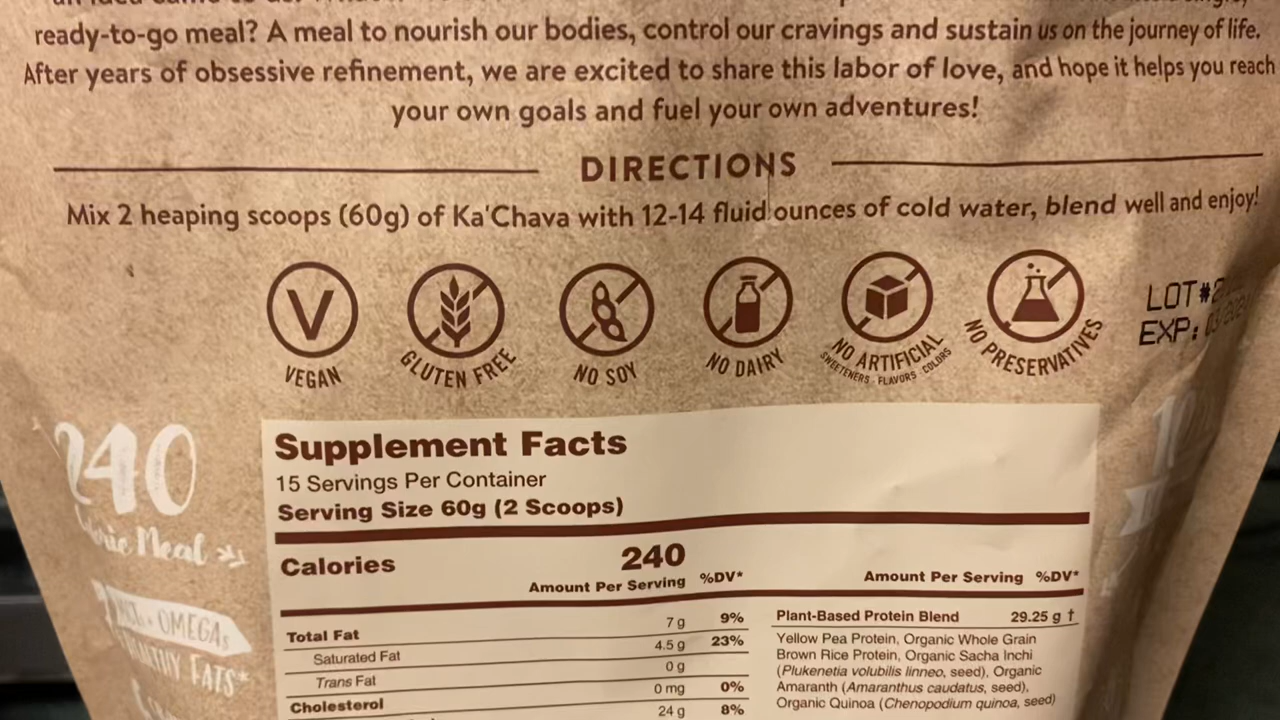 ready-to-go meal? A meal to nourish our bodies, control our cravings and sustain us on the journey of life.
After years of obsessive refinement, we are excited to share this labor of love, and hope it helps you reach
your own goals and fuel your own adventures!
DIRECTIONS
Mix 2 heaping scoops (60g) of Ka'Chava with 12-14 fluid ounces of cold water, blend well and enjoy!
V
VEGAN
GLUTEN FREE
NO SOY
NO DAIRY
NO ARTIFICIAL
SWEETENERS · FLAVORS · COLORS
NO PRESERVATIVES
LOT#
EXP:
240
Meal
OMEGAs
FATS*
Supplement Facts
15 Servings Per Container
Serving Size 60g (2 Scoops)
Calories 240
Amount Per Serving %DV*
Total Fat 7 g 9%
Saturated Fat 4.5 g 23%
Trans Fat 0 g
Cholesterol 0 mg 0%
24 g 8%
Amount Per Serving %DV*
Plant-Based Protein Blend 29.25 g †
Yellow Pea Protein, Organic Whole Grain
Brown Rice Protein, Organic Sacha Inchi
(Plukenetia volubilis linneo, seed), Organic
Amaranth (Amaranthus caudatus, seed),
Organic Quinoa (Chenopodium quinoa, seed)